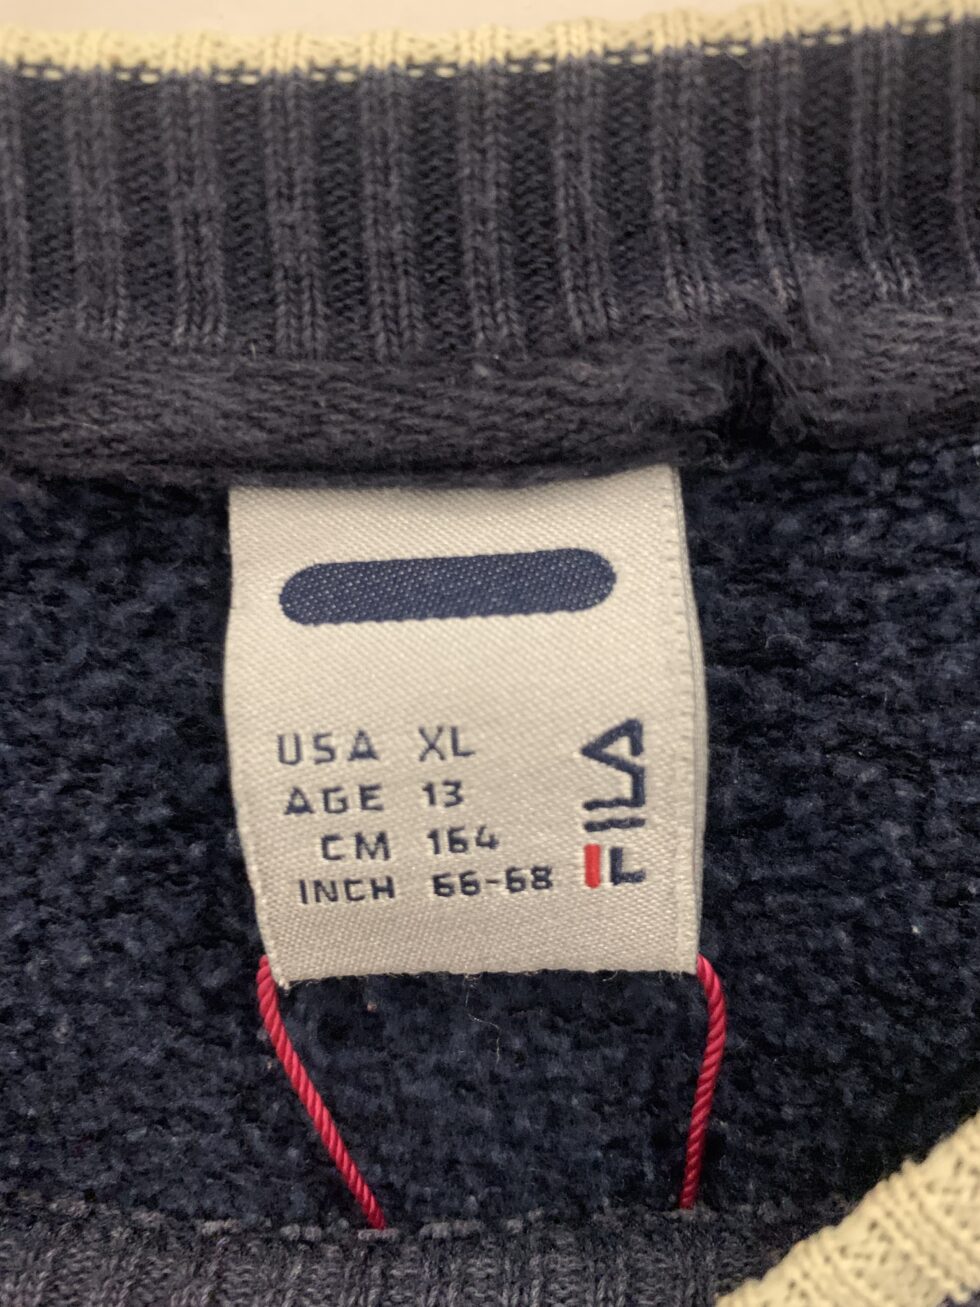 USA XL
AGE 13
CM 164
INCH 66-68
FILA